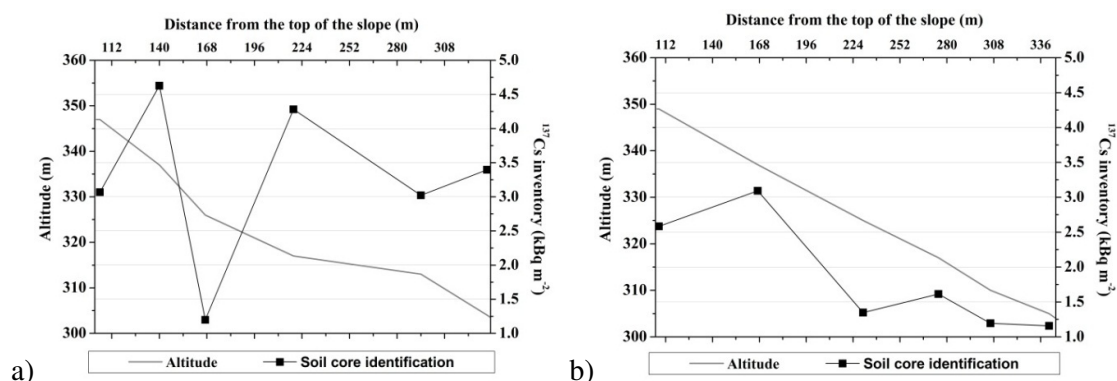 Distance from the top of the slope (m)
112 140 168 196 224 252 280 308
360 350 340 330 320 310 300
Altitude (m)
5.0 4.5 4.0 3.5 3.0 2.5 2.0 1.5 1.0
¹³⁷Cs inventory (kBq m⁻²)
Altitude Soil core identification
a)
Distance from the top of the slope (m)
112 140 168 196 224 252 280 308 336
360 350 340 330 320 310 300
Altitude (m)
5.0 4.5 4.0 3.5 3.0 2.5 2.0 1.5 1.0
¹³⁷Cs inventory (kBq m⁻²)
Altitude Soil core identification
b)